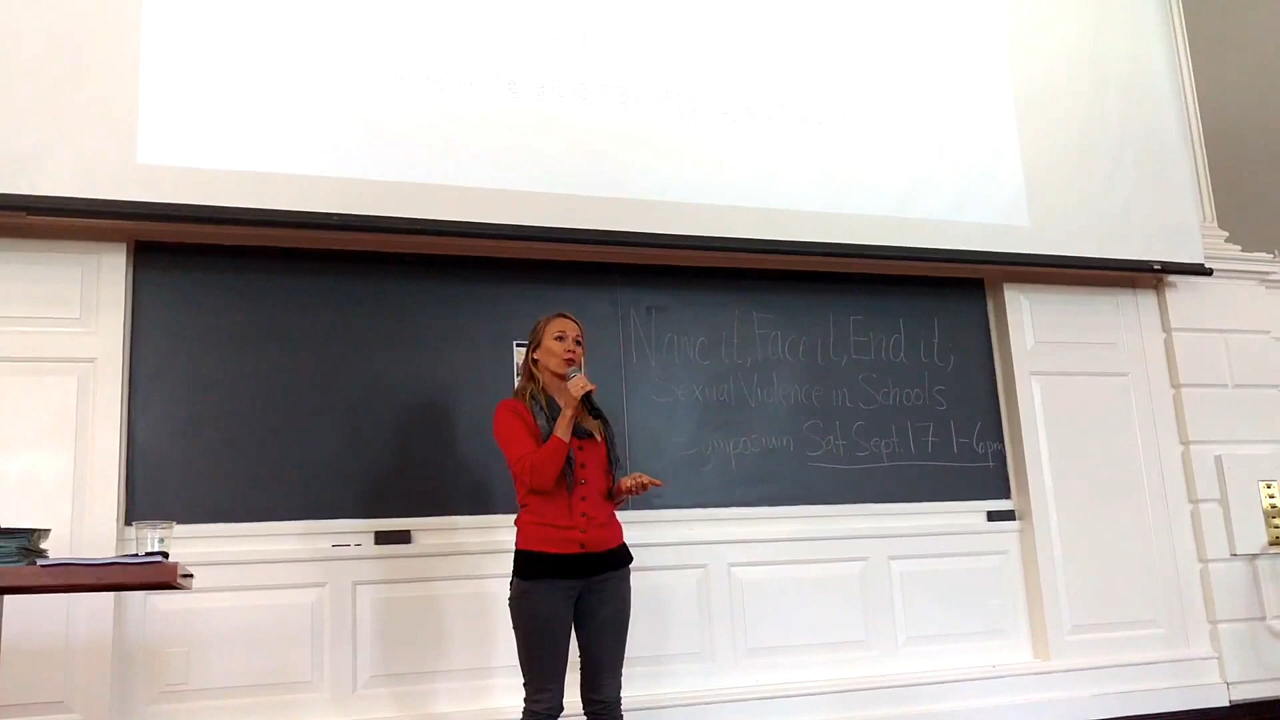 Name it, Face it, End it;
Sexual Violence in Schools
Symposium Sat. Sept. 17 1-6pm